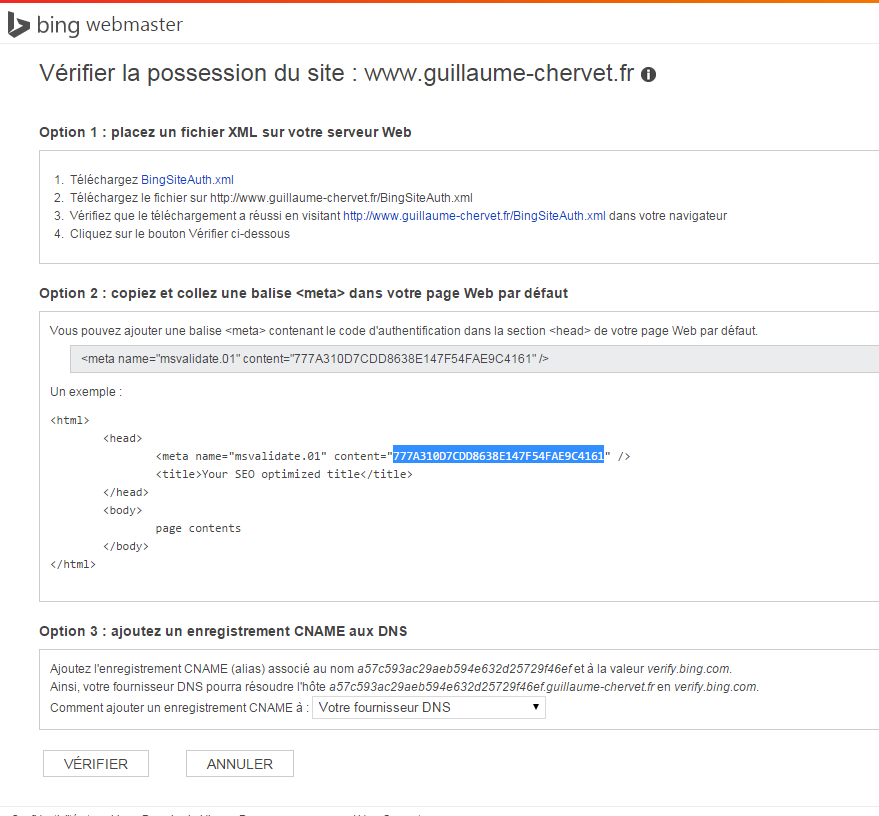 bing webmaster
Vérifier la possession du site : www.guillaume-chervet.fr
Option 1 : placez un fichier XML sur votre serveur Web
1. Téléchargez BingSiteAuth.xml
2. Téléchargez le fichier sur http://www.guillaume-chervet.fr/BingSiteAuth.xml
3. Vérifiez que le téléchargement a réussi en visitant http://www.guillaume-chervet.fr/BingSiteAuth.xml dans votre navigateur
4. Cliquez sur le bouton Vérifier ci-dessous
Option 2 : copiez et collez une balise <meta> dans votre page Web par défaut
Vous pouvez ajouter une balise <meta> contenant le code d'authentification dans la section <head> de votre page Web par défaut.
<meta name="msvalidate.01" content="777A310D7CDD8638E147F54FAE9C4161" />
Un exemple :
<html>
<head>
<meta name="msvalidate.01" content="777A310D7CDD8638E147F54FAE9C4161" />
<title>Your SEO optimized title</title>
</head>
<body>
page contents
</body>
</html>
Option 3 : ajoutez un enregistrement CNAME aux DNS
Ajoutez l'enregistrement CNAME (alias) associé au nom a57c593ac29aeb594e632d25729f46ef et à la valeur verify.bing.com.
Ainsi, votre fournisseur DNS pourra résoudre l'hôte a57c593ac29aeb594e632d25729f46ef.guillaume-chervet.fr en verify.bing.com.
Comment ajouter un enregistrement CNAME à : Votre fournisseur DNS
VÉRIFIER ANNULER